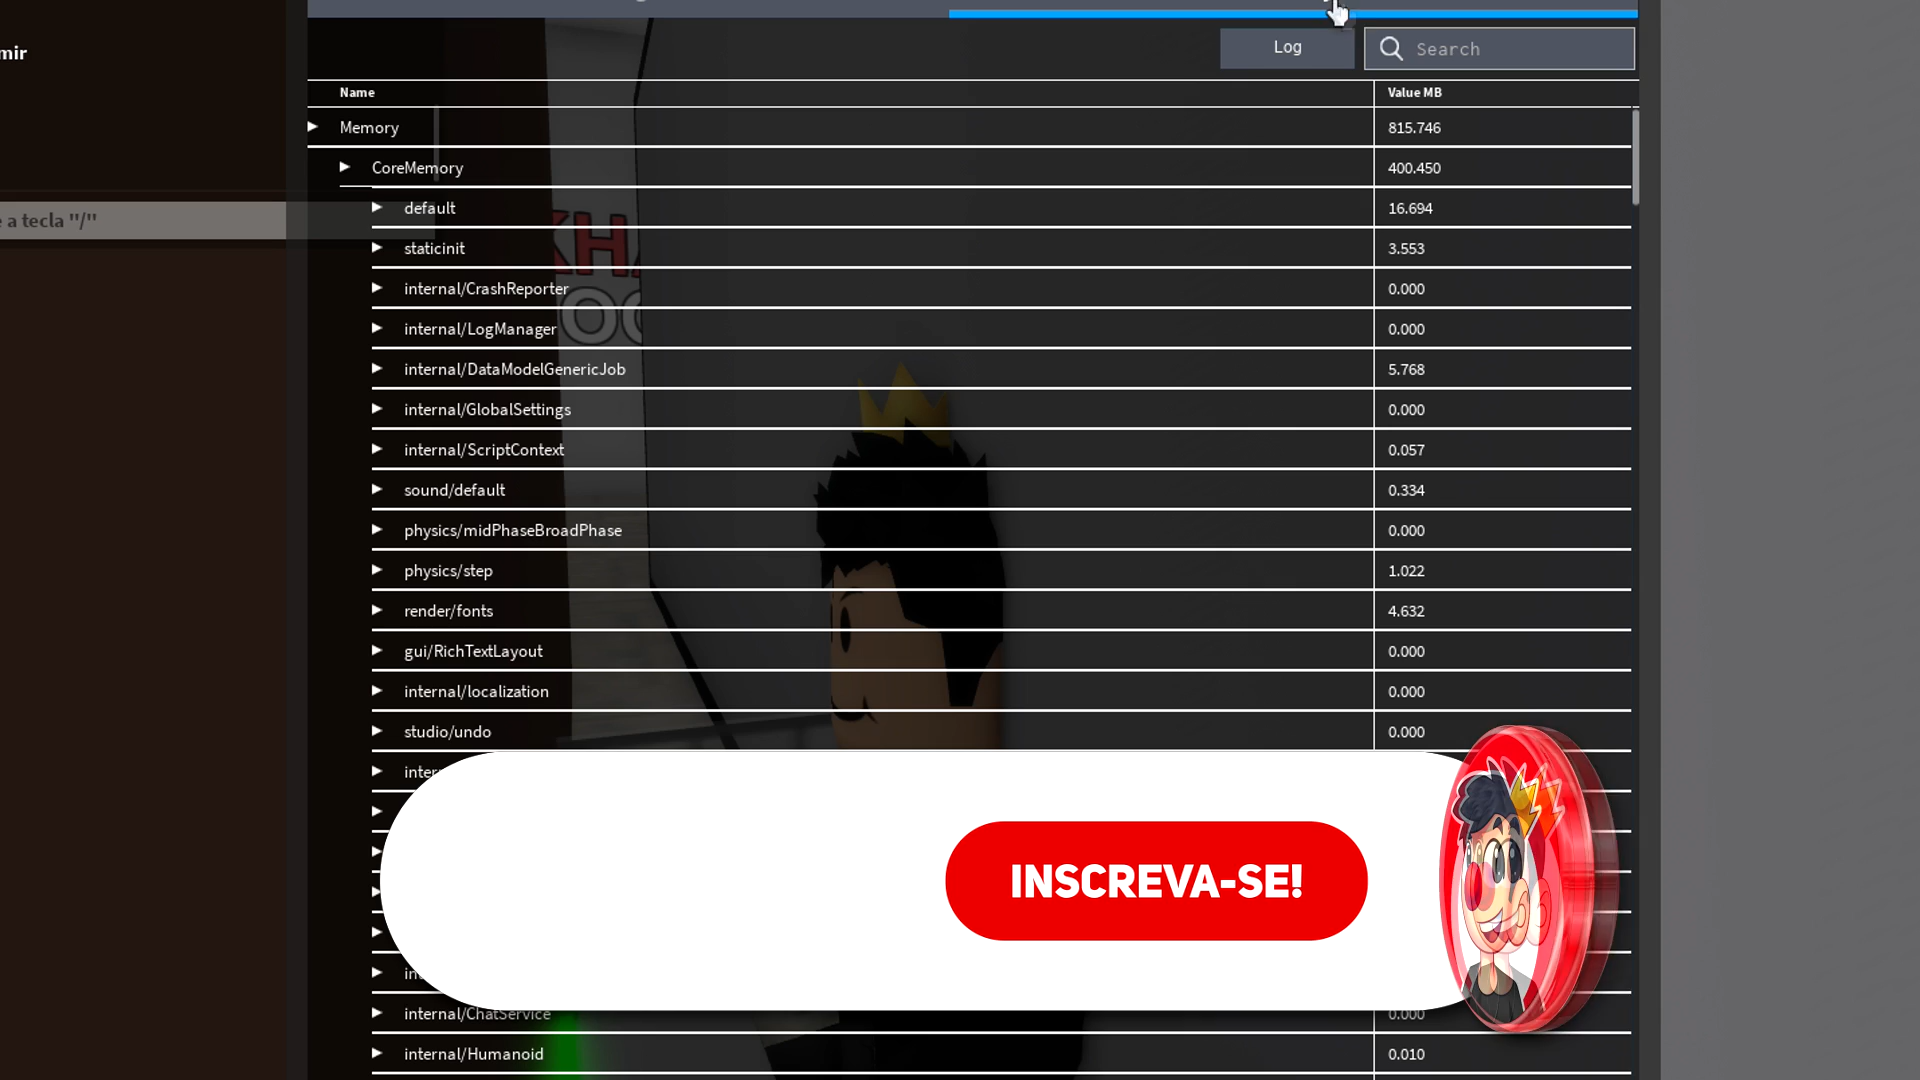 mir
Log
Search
Name Value MB
Memory 815.746
CoreMemory 400.450
e a tecla "/"
default 16.694
staticinit 3.553
internal/CrashReporter 0.000
internal/LogManager 0.000
internal/DataModelGenericJob 5.768
internal/GlobalSettings 0.000
internal/ScriptContext 0.057
sound/default 0.334
physics/midPhaseBroadPhase 0.000
physics/step 1.022
render/fonts 4.632
gui/RichTextLayout 0.000
internal/localization 0.000
studio/undo 0.000
INSCREVA-SE!
internal/ChatService 0.000
internal/Humanoid 0.010